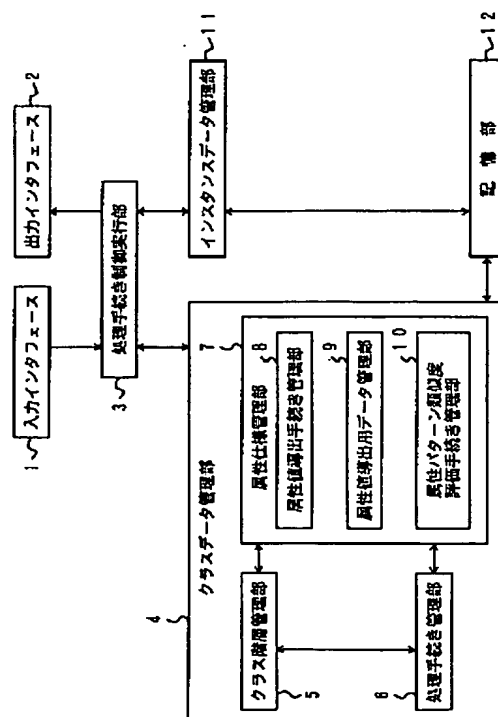 1
入力インタフェース
出力インタフェース
2
3
処理手続き制御実行部
インスタンスデータ管理部
11
4
クラスデータ管理部
7
属性仕様管理部
8
属性値導出手続き管理部
9
属性値導出用データ管理部
10
属性パターン類似度
評価手続き管理部
クラス階層管理部
5
6
処理手続き管理部
記憶部
12